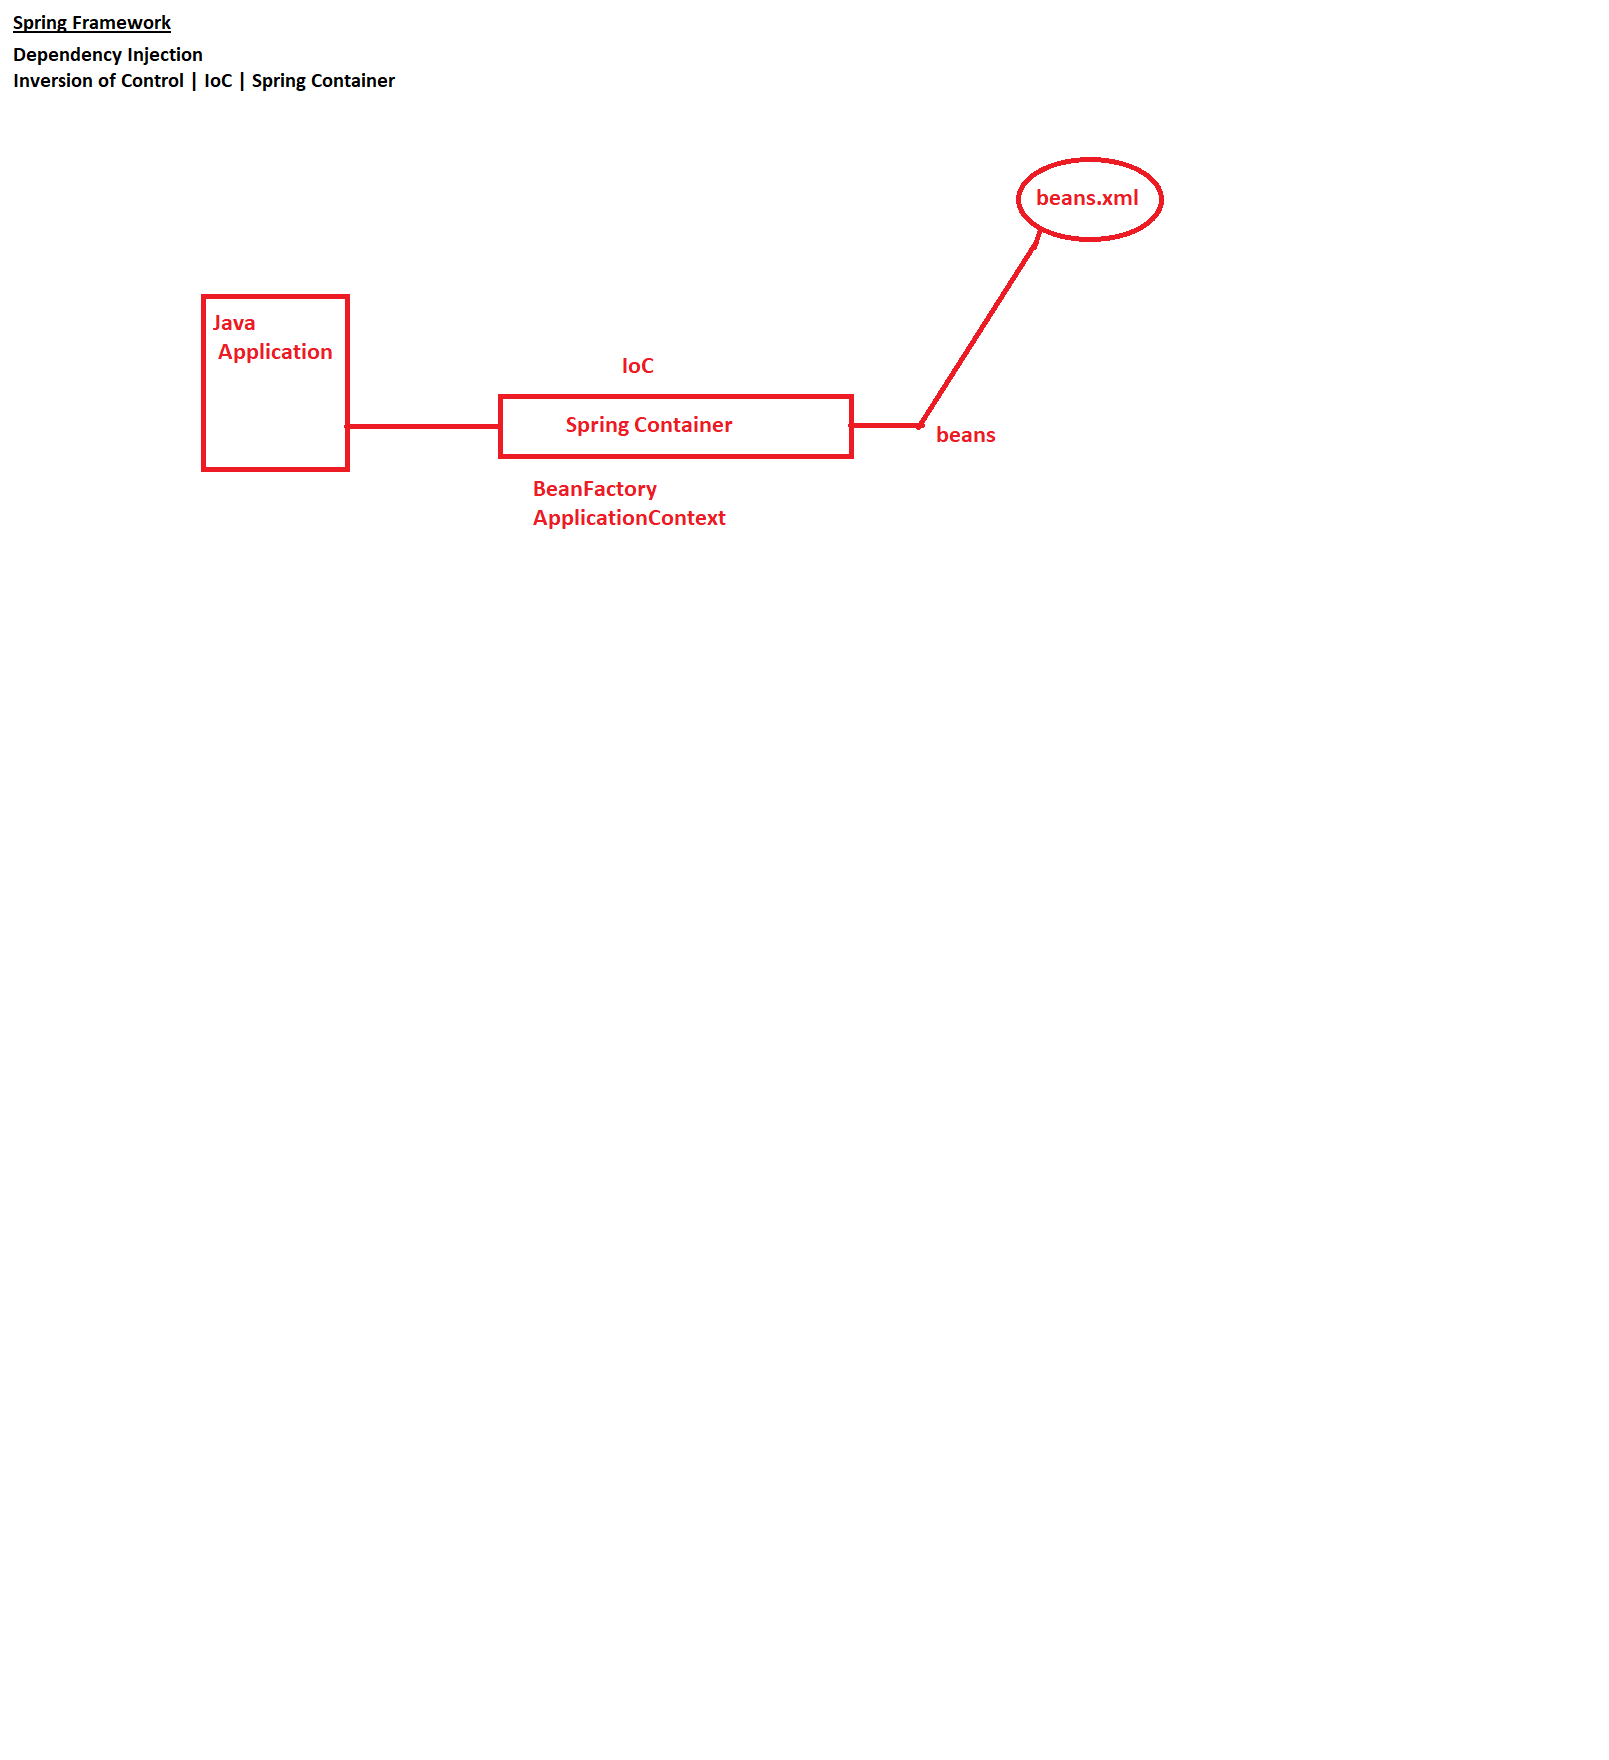 Spring Framework
Dependency Injection
Inversion of Control | IoC | Spring Container
beans.xml
Java
Application
IoC
Spring Container
beans
BeanFactory
ApplicationContext